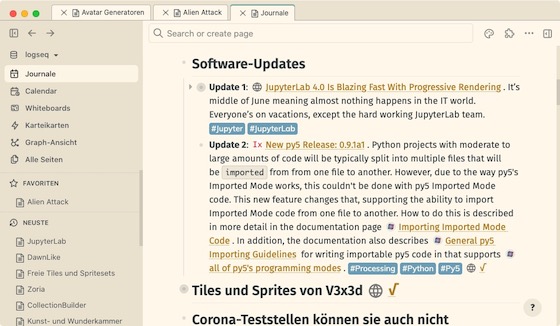 Avatar Generatoren
Alien Attack
Journale
Search or create page
logseq
Journale
Calendar
Whiteboards
Karteikarten
Graph-Ansicht
Alle Seiten
FAVORITEN
Alien Attack
NEUSTE
JupyterLab
DawnLike
Freie Tiles und Spritesets
Zoria
CollectionBuilder
Kunst- und Wunderkammer
Software-Updates
Update 1: JupyterLab 4.0 Is Blazing Fast With Progressive Rendering . It's
middle of June meaning almost nothing happens in the IT world.
Everyone's on vacations, except the hard working JupyterLab team.
#Jupyter #JupyterLab
Update 2: New py5 Release: 0.9.1a1 . Python projects with moderate to
large amounts of code will be typically split into multiple files that will
be imported from from one file to another. However, due to the way py5's
Imported Mode works, this couldn't be done with py5 Imported Mode
code. This new feature changes that, supporting the ability to import
Imported Mode code from one file to another. How to do this is described
in more detail in the documentation page Importing Imported Mode
Code . In addition, the documentation also describes General py5
Importing Guidelines for writing importable py5 code in that supports
all of py5's programming modes . #Processing #Python #Py5
Tiles und Sprites von V3x3d
Corona-Teststellen können sie auch nicht
?